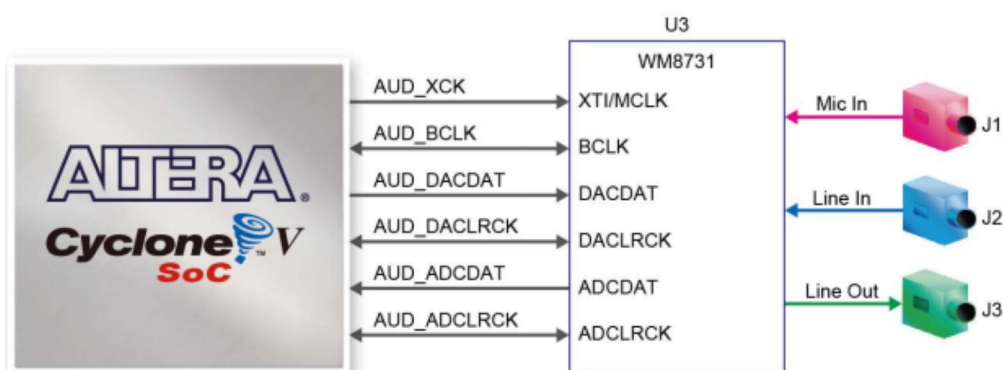 U3
WM8731
ALTERA®
Cyclone™ V
SoC
AUD_XCK
AUD_BCLK
AUD_DACDAT
AUD_DACLRCK
AUD_ADCDAT
AUD_ADCLRCK
XTI/MCLK
BCLK
DACDAT
DACLRCK
ADCDAT
ADCLRCK
Mic In
J1
Line In
J2
Line Out
J3